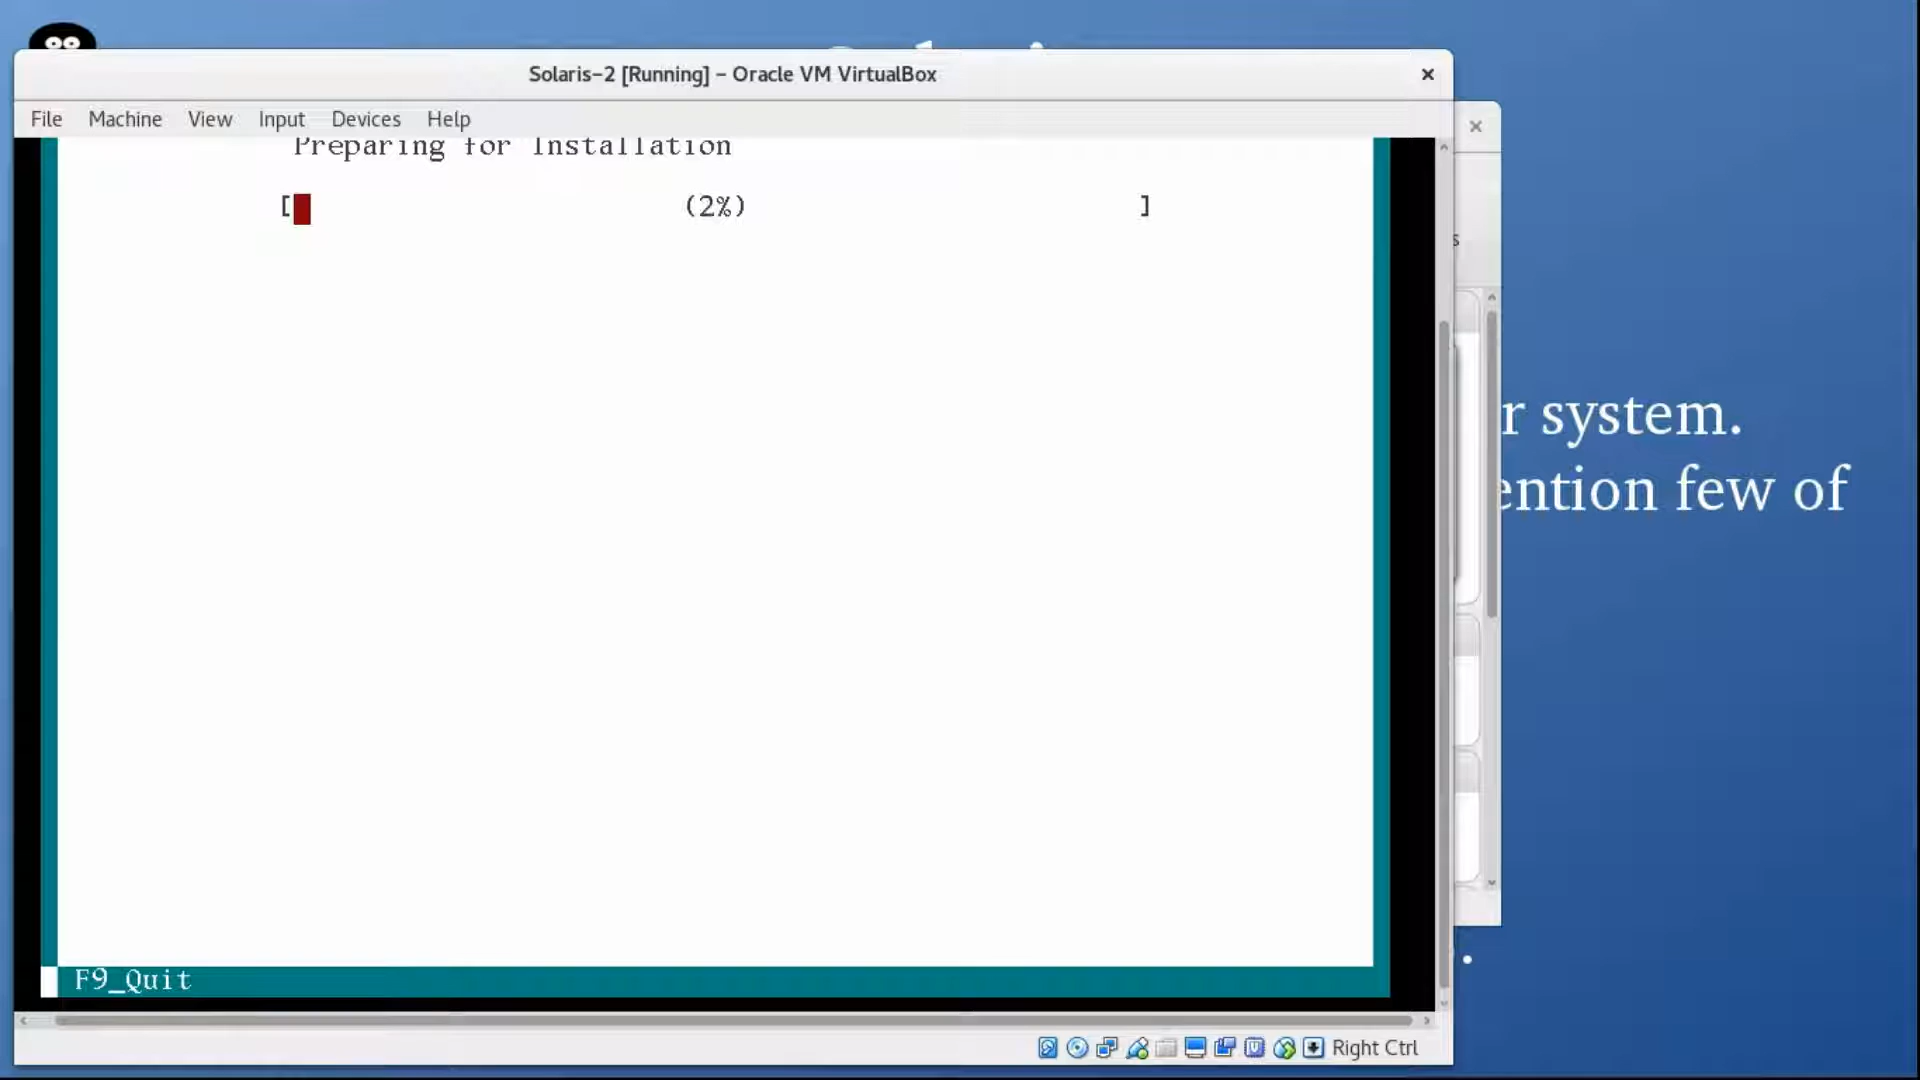 Solaris-2 [Running] - Oracle VM VirtualBox
File Machine View Input Devices Help
Preparing for Installation
[ (2%) ]
s
r system.
ention few of
F9_Quit
.
Right Ctrl